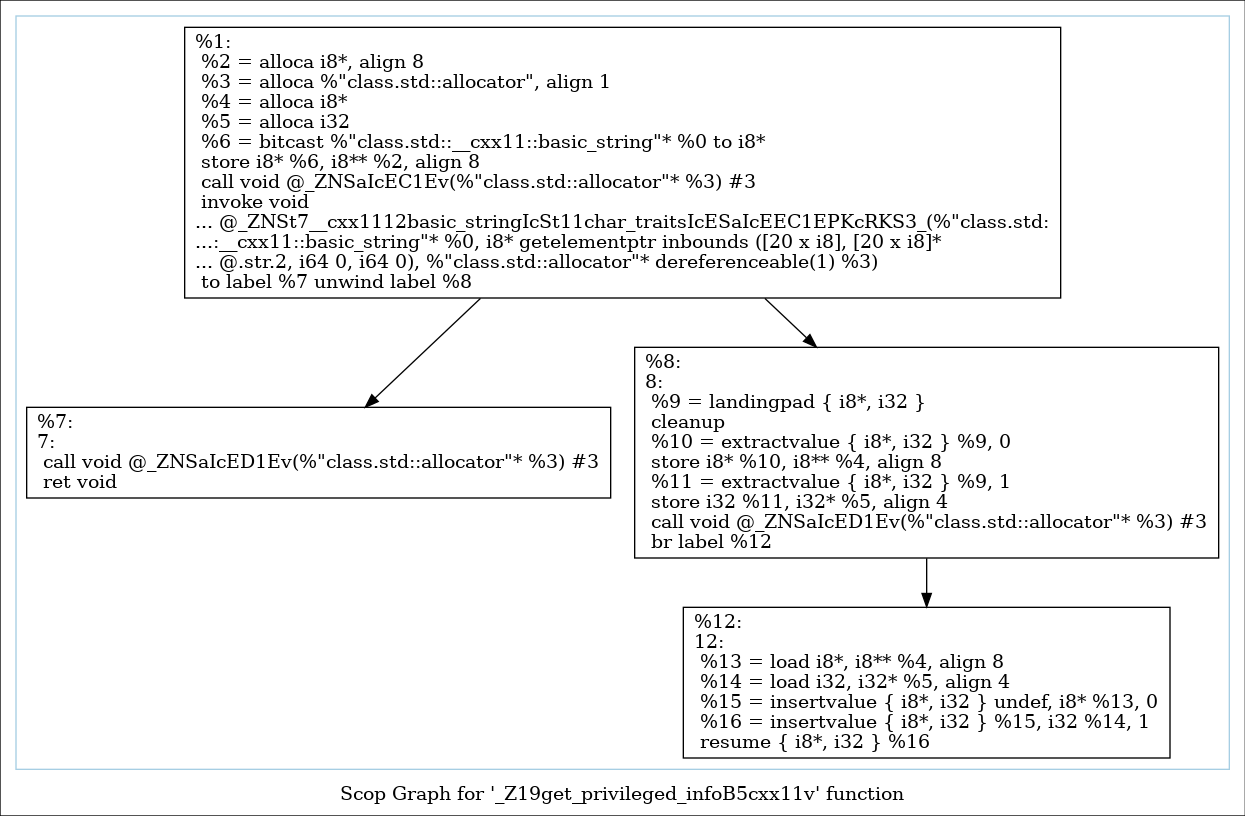 %1:
%2 = alloca i8*, align 8
%3 = alloca %"class.std::allocator", align 1
%4 = alloca i8*
%5 = alloca i32
%6 = bitcast %"class.std::__cxx11::basic_string"* %0 to i8*
store i8* %6, i8** %2, align 8
call void @_ZNSaIcEC1Ev(%"class.std::allocator"* %3) #3
invoke void
... @_ZNSt7__cxx1112basic_stringIcSt11char_traitsIcESaIcEEC1EPKcRKS3_(%"class.std:
...:__cxx11::basic_string"* %0, i8* getelementptr inbounds ([20 x i8], [20 x i8]*
... @.str.2, i64 0, i64 0), %"class.std::allocator"* dereferenceable(1) %3)
to label %7 unwind label %8
%7:
7:
call void @_ZNSaIcED1Ev(%"class.std::allocator"* %3) #3
ret void
%8:
8:
%9 = landingpad { i8*, i32 }
cleanup
%10 = extractvalue { i8*, i32 } %9, 0
store i8* %10, i8** %4, align 8
%11 = extractvalue { i8*, i32 } %9, 1
store i32 %11, i32* %5, align 4
call void @_ZNSaIcED1Ev(%"class.std::allocator"* %3) #3
br label %12
%12:
12:
%13 = load i8*, i8** %4, align 8
%14 = load i32, i32* %5, align 4
%15 = insertvalue { i8*, i32 } undef, i8* %13, 0
%16 = insertvalue { i8*, i32 } %15, i32 %14, 1
resume { i8*, i32 } %16
Scop Graph for '_Z19get_privileged_infoB5cxx11v' function